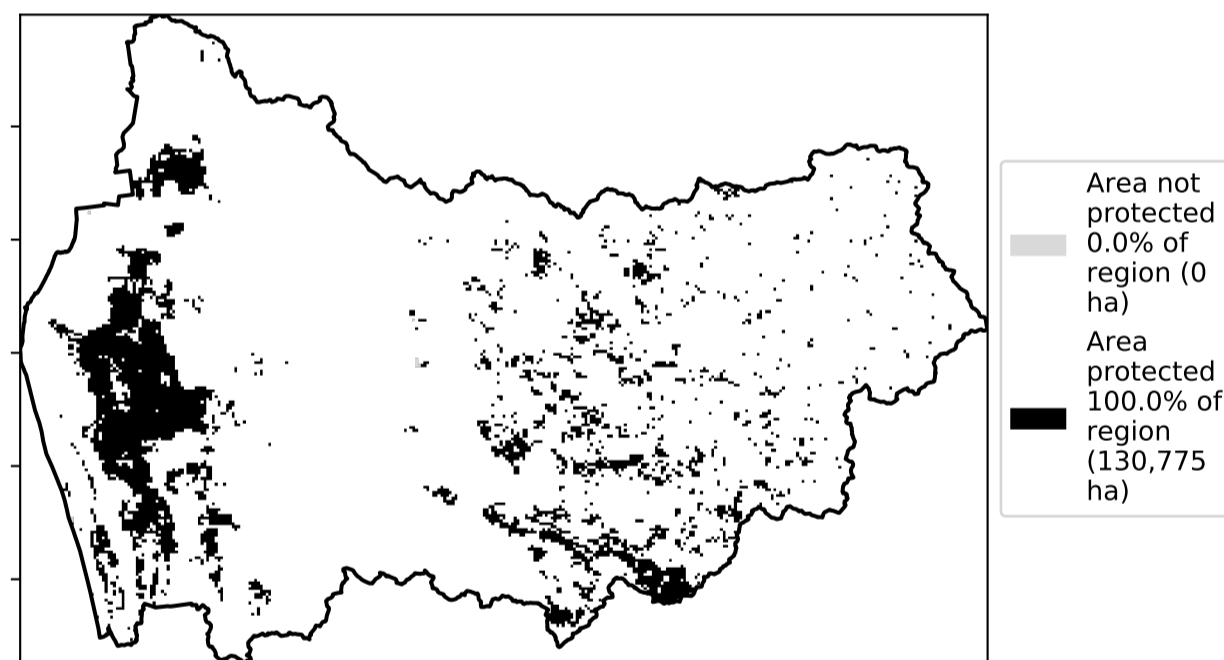 Area not
protected
0.0% of
region (0
ha)
Area
protected
100.0% of
region
(130,775
ha)